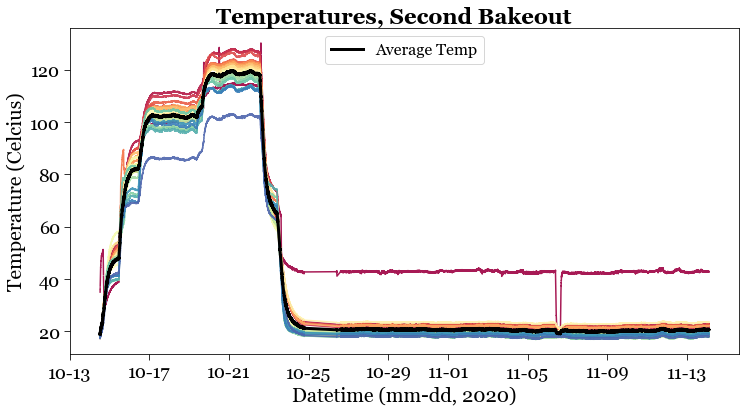 Temperatures, Second Bakeout
Average Temp
Temperature (Celcius)
120
100
80
60
40
20
10-13 10-17 10-21 10-25 10-29 11-01 11-05 11-09 11-13
Datetime (mm-dd, 2020)